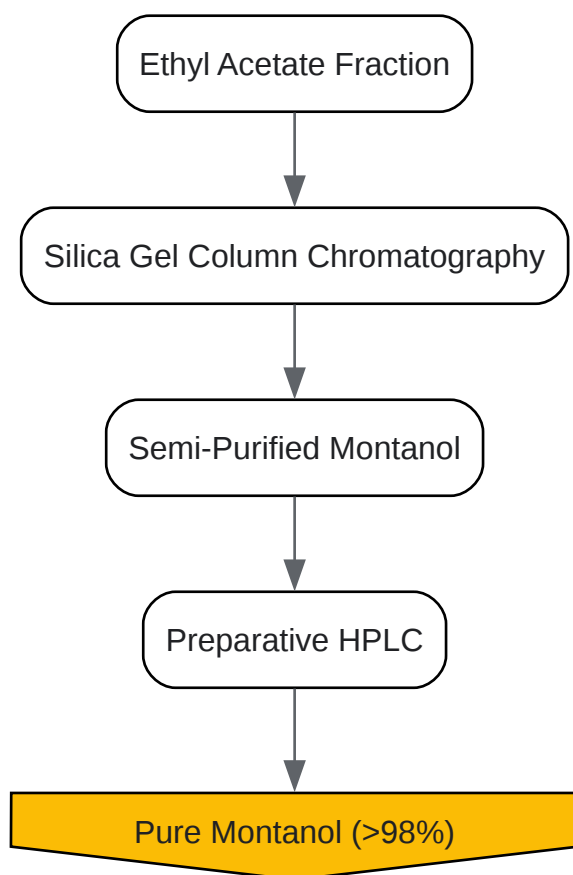 Ethyl Acetate Fraction
Silica Gel Column Chromatography
Semi-Purified Montanol
Preparative HPLC
Pure Montanol (>98%)